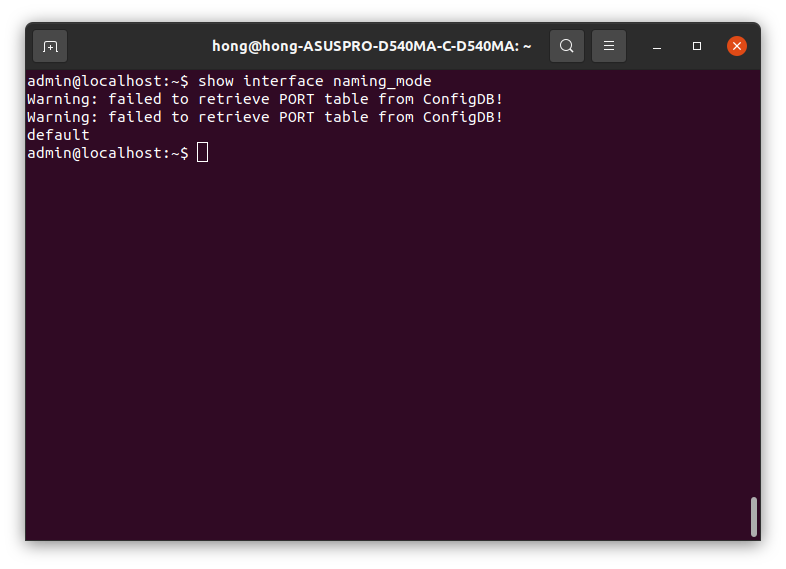 hong@hong-ASUSPRO-D540MA-C-D540MA: ~
admin@localhost:~$ show interface naming_mode
Warning: failed to retrieve PORT table from ConfigDB!
Warning: failed to retrieve PORT table from ConfigDB!
default
admin@localhost:~$